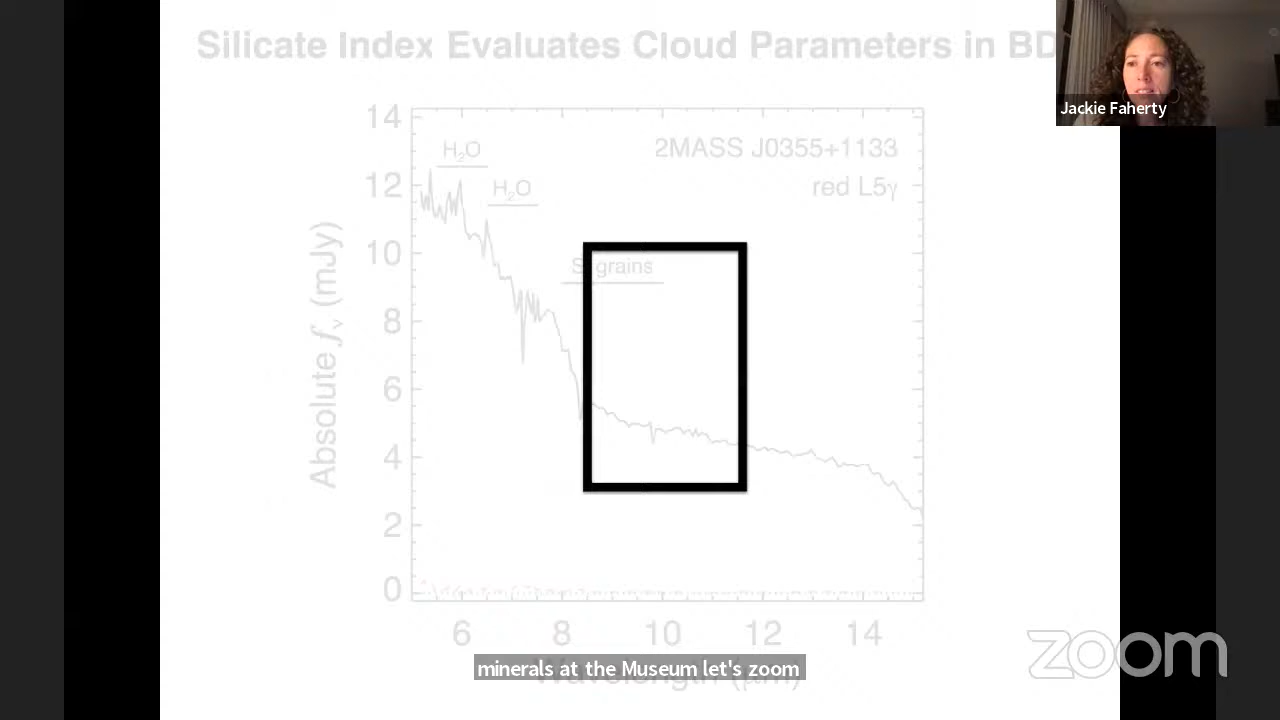 Silicate Index Evaluates Cloud Parameters in BD
Jackie Faherty
14
12
10
8
6
4
2
0
Absolute fν (mJy)
H₂O
H₂O
2MASS J0355+1133
red L5γ
grains
6
8
10
12
14
Wavelength (μm)
minerals at the Museum let's zoom
zoom